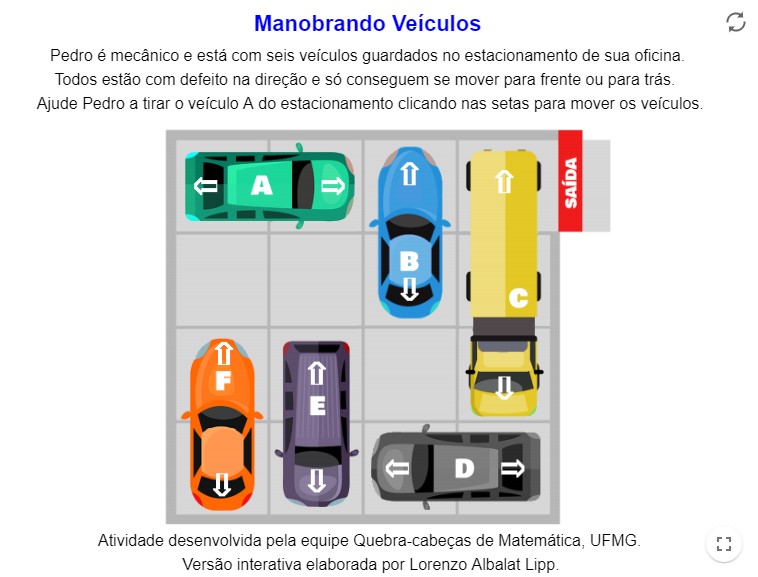 Manobrando Veículos
Pedro é mecânico e está com seis veículos guardados no estacionamento de sua oficina.
Todos estão com defeito na direção e só conseguem se mover para frente ou para trás.
Ajude Pedro a tirar o veículo A do estacionamento clicando nas setas para mover os veículos.
A
B
C
SAÍDA
F
E
D
Atividade desenvolvida pela equipe Quebra-cabeças de Matemática, UFMG.
Versão interativa elaborada por Lorenzo Albalat Lipp.